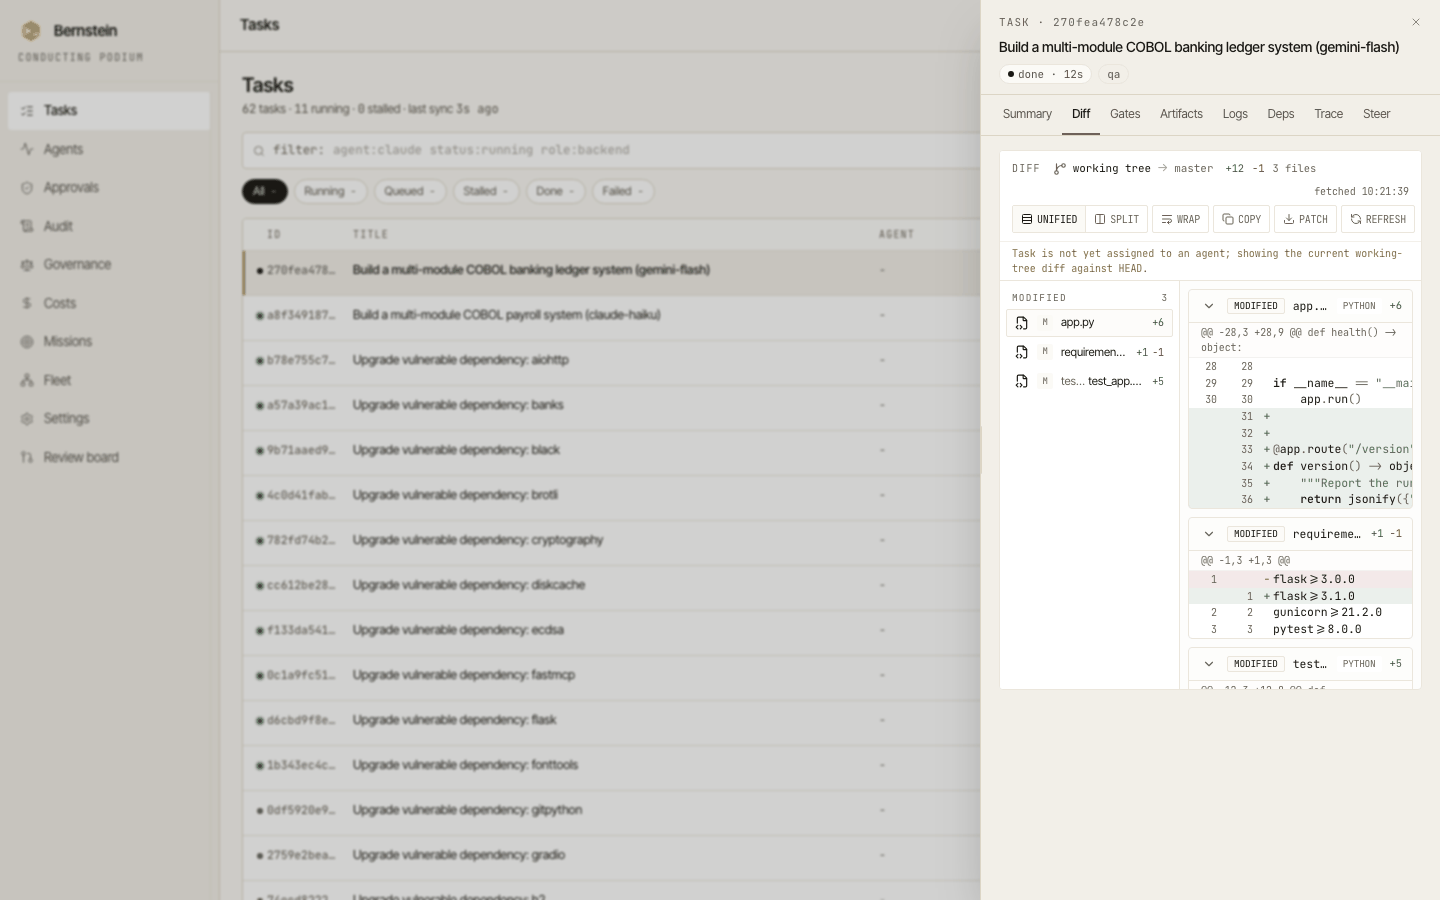 Bernstein
CONDUCTING PODIUM
Tasks
Agents
Approvals
Audit
Governance
Costs
Missions
Fleet
Settings
Review board
Tasks
Tasks
62 tasks · 11 running · 0 stalled · last sync 3s ago
filter: agent:claude status:running role:backend
All -
Running -
Queued -
Stalled -
Done -
Failed -
ID TITLE AGENT
270fea478… Build a multi-module COBOL banking ledger system (gemini-flash) -
a8f349187… Build a multi-module COBOL payroll system (claude-haiku) -
b78e755c7… Upgrade vulnerable dependency: aiohttp -
a57a39ac1… Upgrade vulnerable dependency: banks -
9b71aaed9… Upgrade vulnerable dependency: black -
4c0d41fab… Upgrade vulnerable dependency: brotli -
782fd74b2… Upgrade vulnerable dependency: cryptography -
cc612be28… Upgrade vulnerable dependency: diskcache -
f133da541… Upgrade vulnerable dependency: ecdsa -
0c1a9fc51… Upgrade vulnerable dependency: fastmcp -
d6cbd9f8e… Upgrade vulnerable dependency: flask -
1b343ec4c… Upgrade vulnerable dependency: fonttools -
0df5920e9… Upgrade vulnerable dependency: gitpython -
2759e2bea… Upgrade vulnerable dependency: gradio -
Upgrade vulnerable dependency: h2
TASK · 270fea478c2e
Build a multi-module COBOL banking ledger system (gemini-flash)
done · 12s qa
Summary Diff Gates Artifacts Logs Deps Trace Steer
DIFF working tree → master +12 -1 3 files
fetched 10:21:39
UNIFIED SPLIT WRAP COPY PATCH REFRESH
Task is not yet assigned to an agent; showing the current working-
tree diff against HEAD.
MODIFIED 3
M app.py +6
M requiremen… +1 -1
M tes… test_app.… +5
MODIFIED app.… PYTHON +6
@@ -28,3 +28,9 @@ def health() ->
object:
28 28
29 29 if __name__ == "__mai
30 30 app.run()
31 +
32 +
33 +@app.route("/version"
34 +def version() -> obje
35 + """Report the run
36 + return jsonify({"
MODIFIED requireme… +1 -1
@@ -1,3 +1,3 @@
1 -flask>=3.0.0
1 +flask>=3.1.0
2 2 gunicorn>=21.2.0
3 3 pytest>=8.0.0
MODIFIED test… PYTHON +5